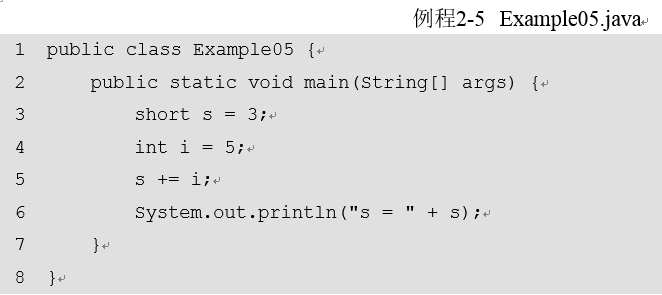 例程2-5 Example05.java
1 public class Example05 {
2     public static void main(String[] args) {
3         short s = 3;
4         int i = 5;
5         s += i;
6         System.out.println("s = " + s);
7     }
8 }